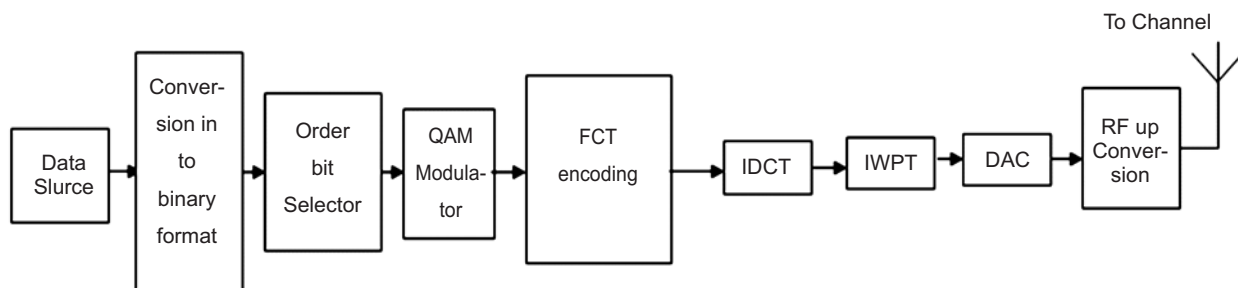 To Channel
Data
Slurce
Conver-
sion in
to
binary
format
Order
bit
Selector
QAM
Modula-
tor
FCT
encoding
IDCT
IWPT
DAC
RF up
Conver-
sion